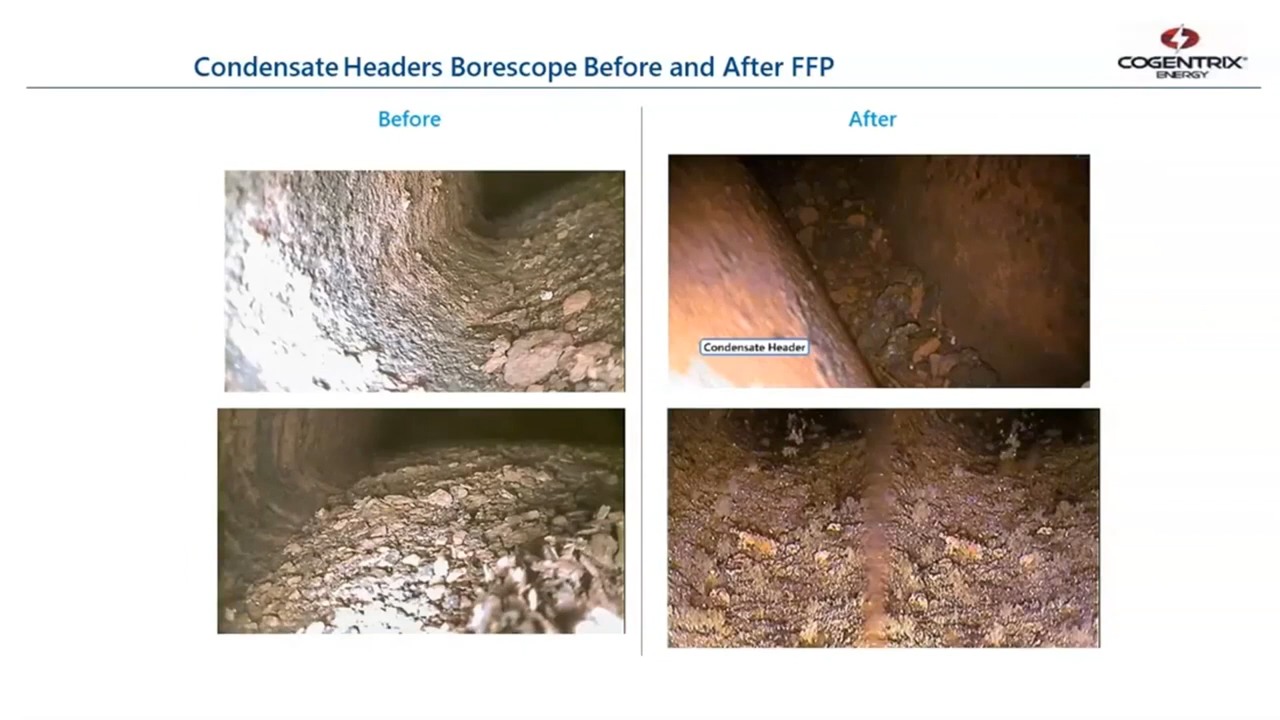 Condensate Headers Borescope Before and After FFP
COGENTRIX®
ENERGY
Before
After
Condensate Header